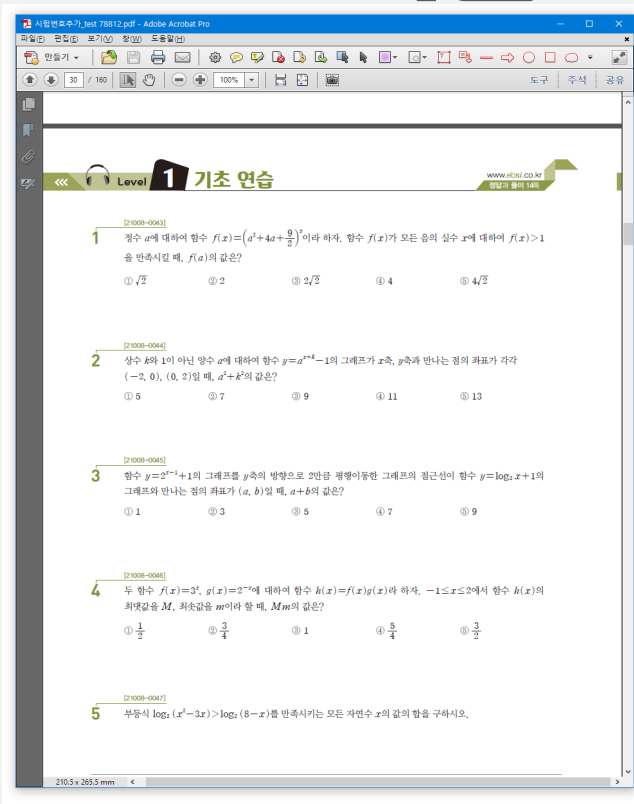 시험번호추가_test 78812.pdf - Adobe Acrobat Pro
파일(F) 편집(E) 보기(V) 창(W) 도움말(H)
만들기
30 / 160 100% 도구 주석 공유
Level 1 기초 연습
www.ebsi.co.kr
정답과 풀이 14쪽
[21008-0043]
1 정수 a에 대하여 함수 f(x)=(a²+4a+9/2)ˣ이라 하자. 함수 f(x)가 모든 음의 실수 x에 대하여 f(x)>1
을 만족시킬 때, f(a)의 값은?
① √2 ② 2 ③ 2√2 ④ 4 ⑤ 4√2
[21008-0044]
2 상수 k와 1이 아닌 양수 a에 대하여 함수 y=aˣ⁺ᵏ-1의 그래프가 x축, y축과 만나는 점의 좌표가 각각
(-2, 0), (0, 2)일 때, a²+k²의 값은?
① 5 ② 7 ③ 9 ④ 11 ⑤ 13
[21008-0045]
3 함수 y=2ˣ⁻¹+1의 그래프를 y축의 방향으로 2만큼 평행이동한 그래프의 점근선이 함수 y=log₂ x+1의
그래프와 만나는 점의 좌표가 (a, b)일 때, a+b의 값은?
① 1 ② 3 ③ 5 ④ 7 ⑤ 9
[21008-0046]
4 두 함수 f(x)=3ˣ, g(x)=2⁻ˣ에 대하여 함수 h(x)=f(x)g(x)라 하자. -1≤x≤2에서 함수 h(x)의
최댓값을 M, 최솟값을 m이라 할 때, Mm의 값은?
① 1/2 ② 3/4 ③ 1 ④ 5/4 ⑤ 3/2
[21008-0047]
5 부등식 log₂ (x²-3x)>log₂ (8-x)를 만족시키는 모든 자연수 x의 값의 합을 구하시오.
210.5 x 265.5 mm